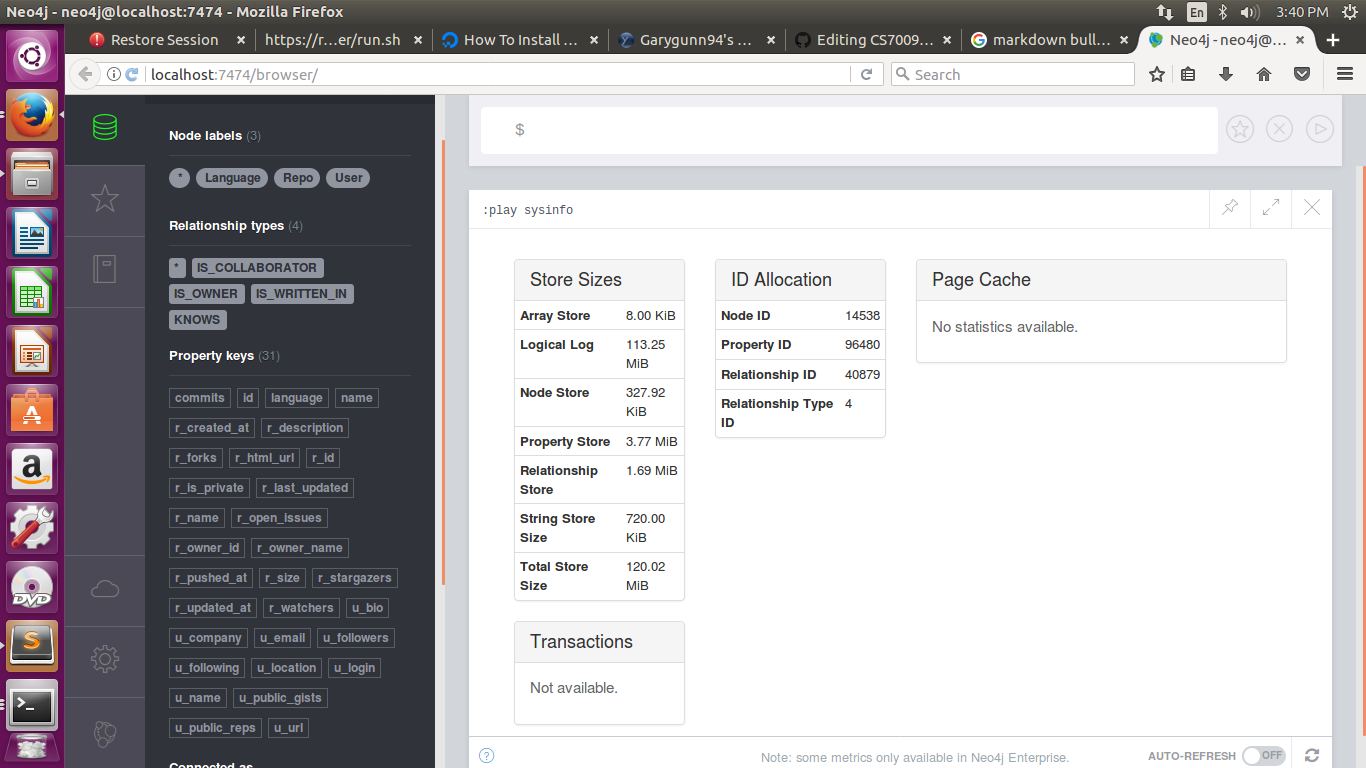 Neo4j - neo4j@localhost:7474 - Mozilla Firefox
En
3:40 PM
Restore Session
https://r...er/run.sh
How To Install ...
Garygunn94's ...
Editing CS7009...
markdown bull...
Neo4j - neo4j@...
localhost:7474/browser/
Search
Node labels (3)
* Language Repo User
Relationship types (4)
* IS_COLLABORATOR
IS_OWNER IS_WRITTEN_IN
KNOWS
Property keys (31)
commits id language name
r_created_at r_description
r_forks r_html_url r_id
r_is_private r_last_updated
r_name r_open_issues
r_owner_id r_owner_name
r_pushed_at r_size r_stargazers
r_updated_at r_watchers u_bio
u_company u_email u_followers
u_following u_location u_login
u_name u_public_gists
u_public_reps u_url
Connected as
$
:play sysinfo
Store Sizes
Array Store 8.00 KiB
Logical Log 113.25
MiB
Node Store 327.92
KiB
Property Store 3.77 MiB
Relationship 1.69 MiB
Store
String Store 720.00
Size KiB
Total Store 120.02
Size MiB
ID Allocation
Node ID 14538
Property ID 96480
Relationship ID 40879
Relationship Type 4
ID
Page Cache
No statistics available.
Transactions
Not available.
?
Note: some metrics only available in Neo4j Enterprise.
AUTO-REFRESH OFF
a
DVD
S
>_